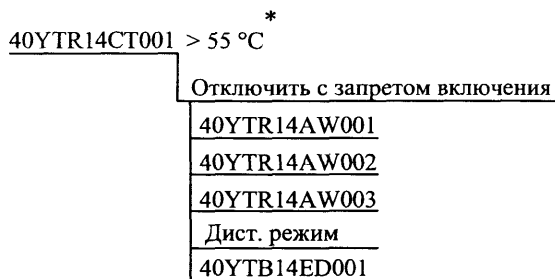 40YTR14CT001 > 55 °C*
Отключить с запретом включения
40YTR14AW001
40YTR14AW002
40YTR14AW003
Дист. режим
40YTB14ED001